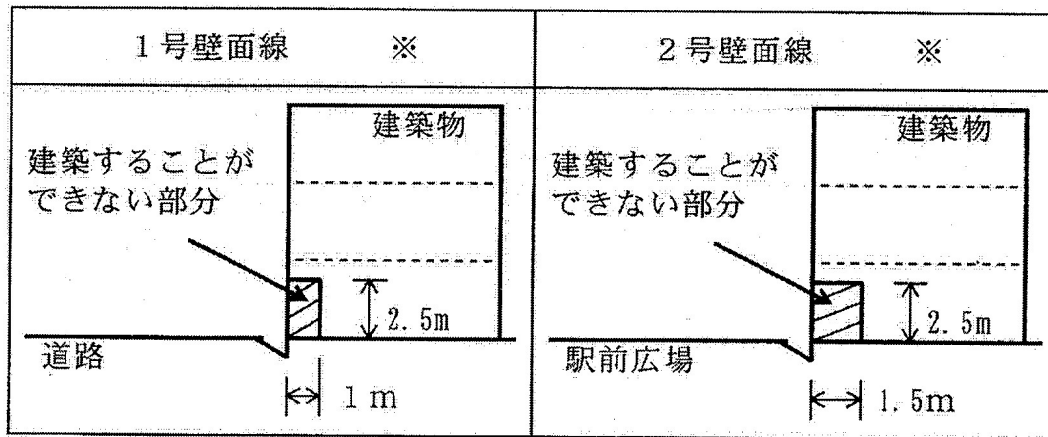 1号壁面線 ※
建築物
建築することが
できない部分
2.5m
道路
1m
2号壁面線 ※
建築物
建築することが
できない部分
2.5m
駅前広場
1.5m